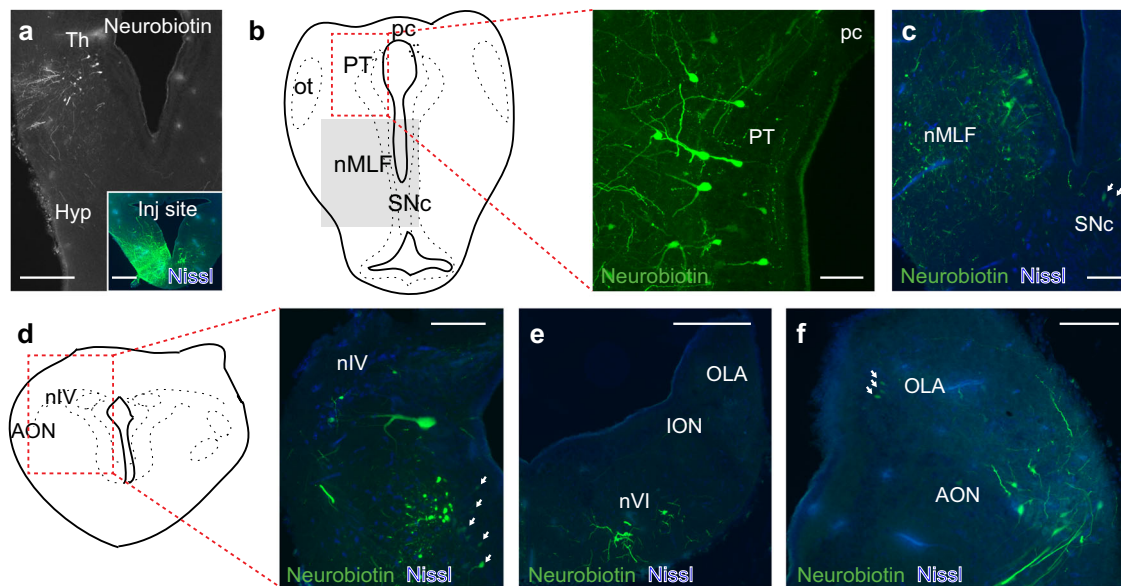 a
Neurobiotin
Th
Hyp
Inj site
Nissl
b
pc
PT
ot
nMLF
SNc
pc
PT
Neurobiotin
c
nMLF
SNc
Neurobiotin Nissl
d
nIV
AON
nIV
Neurobiotin Nissl
e
OLA
ION
nVI
Neurobiotin Nissl
f
OLA
AON
Neurobiotin Nissl